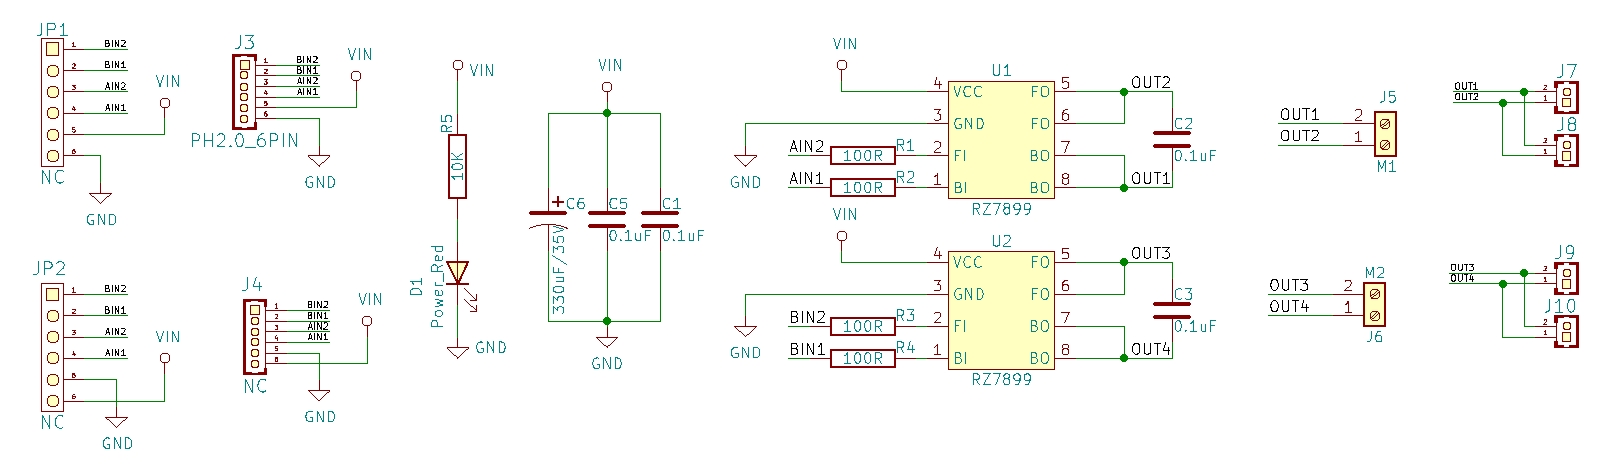 JP1
1 BIN2
2 BIN1
3 AIN2
4 AIN1
5
6
VIN
NC
GND
J3
1 BIN2
2 BIN1
3 AIN2
4 AIN1
5
6
VIN
PH2.0_6PIN
GND
JP2
1 BIN2
2 BIN1
3 AIN2
4 AIN1
5
6
VIN
NC
GND
J4
1 BIN2
2 BIN1
3 AIN2
4 AIN1
5
6
VIN
NC
GND
VIN
R5
10K
D1
Power_Red
GND
VIN
+ C6
330uF/35V
C5
0.1uF
C1
0.1uF
GND
VIN
U1
4 VCC FO 5 OUT2
3 GND FO 6
AIN2 100R R1 2 FI BO 7
AIN1 100R R2 1 BI BO 8 OUT1
GND
RZ7899
C2
0.1uF
VIN
U2
4 VCC FO 5 OUT3
3 GND FO 6
BIN2 100R R3 2 FI BO 7
BIN1 100R R4 1 BI BO 8 OUT4
GND
RZ7899
C3
0.1uF
J5
OUT1 2
OUT2 1
M1
M2
OUT3 2
OUT4 1
J6
J7
OUT1 2
OUT2 1
J8
2
1
J9
OUT3 2
OUT4 1
J10
2
1